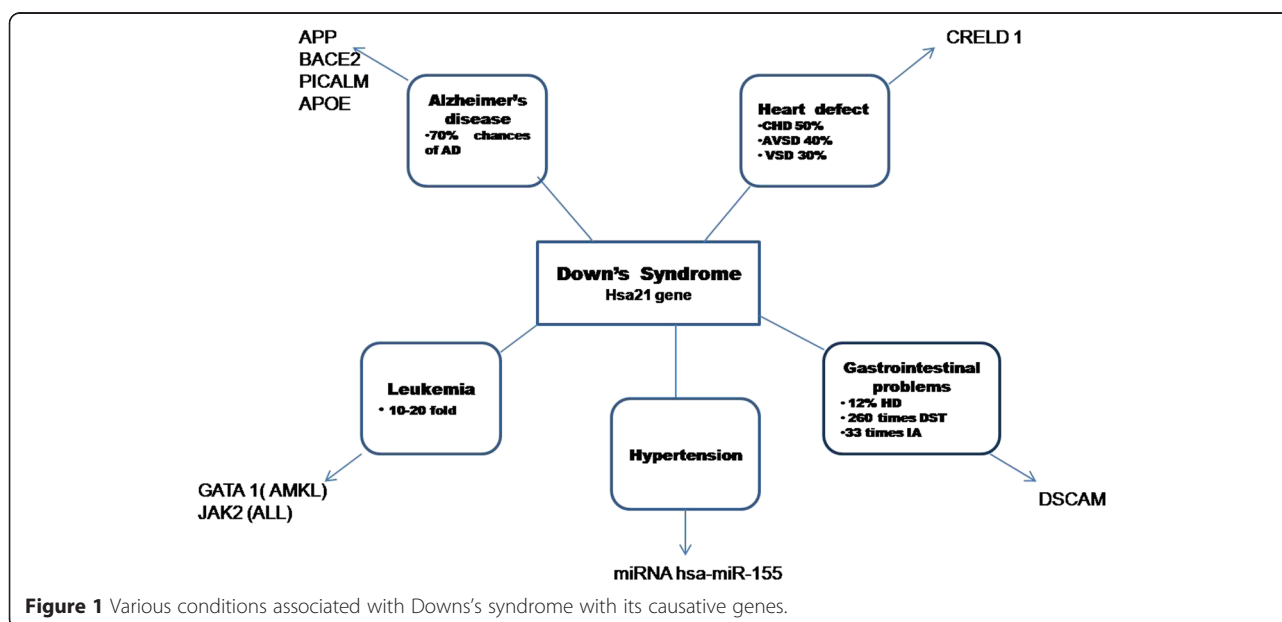 APP
BACE2
PICALM
APOE
Alzheimer's
disease
•70% chances
of AD
CRELD 1
Heart defect
•CHD 50%
•AVSD 40%
• VSD 30%
Down's Syndrome
Hsa21 gene
Leukemia
• 10-20 fold
GATA 1( AMKL)
JAK2 (ALL)
Hypertension
miRNA hsa-miR-155
Gastrointestinal
problems
• 12% HD
• 260 times DST
•33 times IA
DSCAM
Figure 1 Various conditions associated with Downs's syndrome with its causative genes.